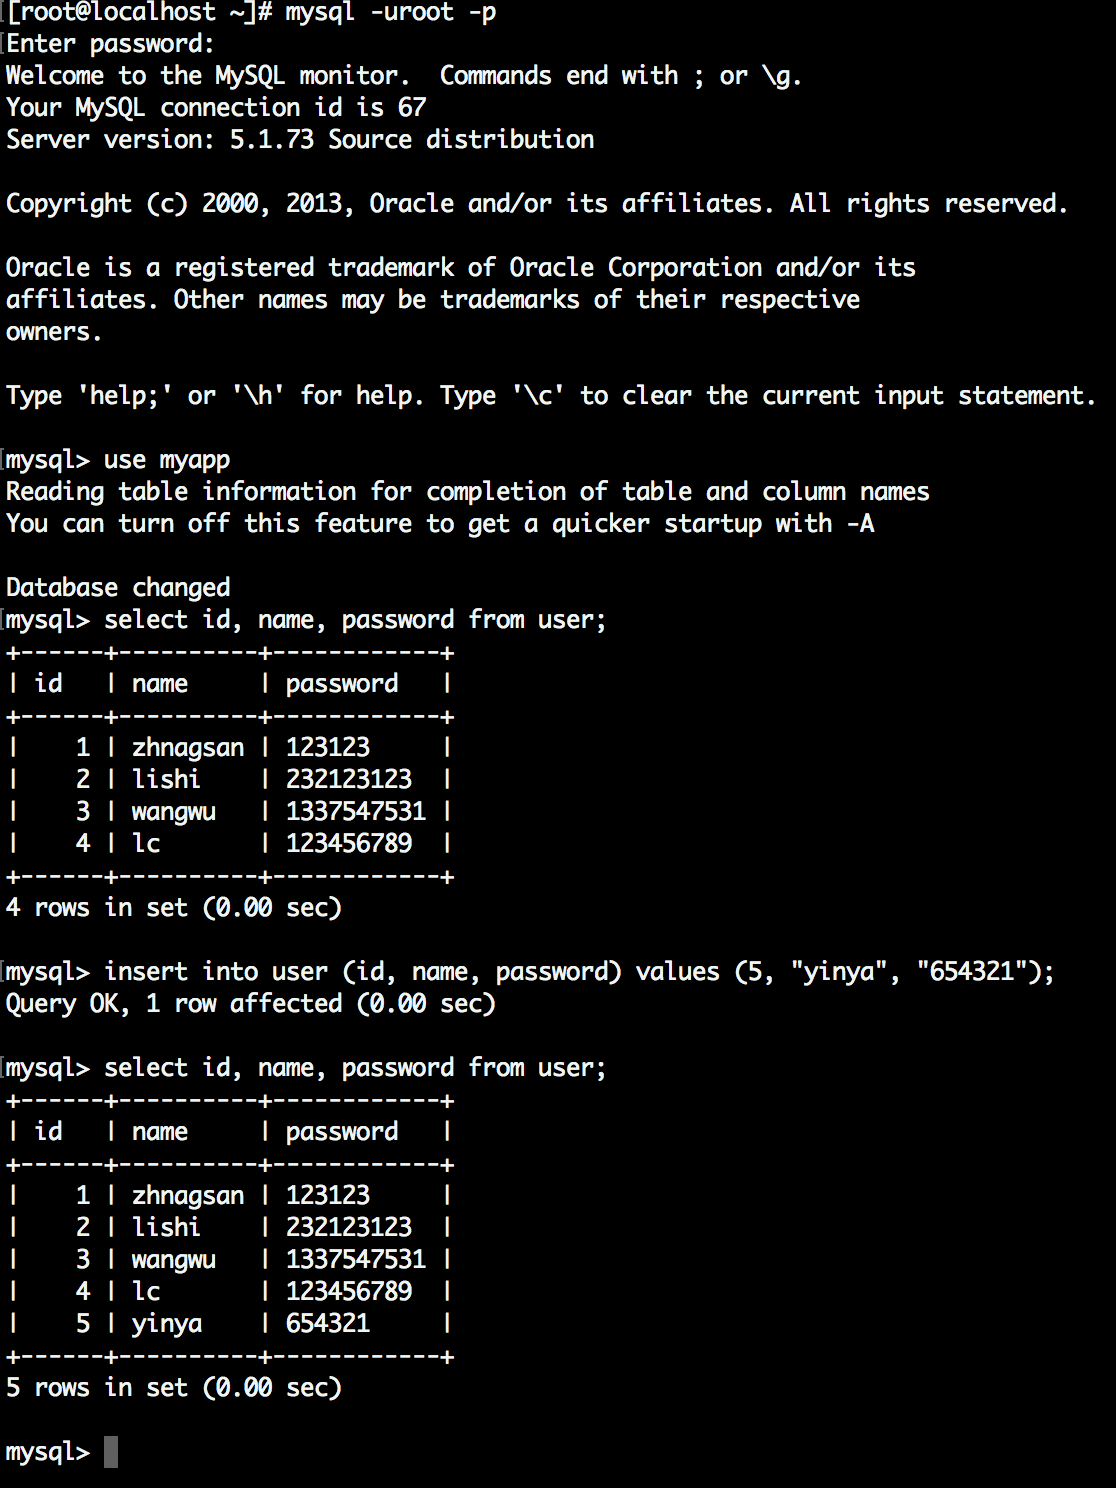 [root@localhost ~]# mysql -uroot -p
Enter password:
Welcome to the MySQL monitor.  Commands end with ; or \g.
Your MySQL connection id is 67
Server version: 5.1.73 Source distribution

Copyright (c) 2000, 2013, Oracle and/or its affiliates. All rights reserved.

Oracle is a registered trademark of Oracle Corporation and/or its
affiliates. Other names may be trademarks of their respective
owners.

Type 'help;' or '\h' for help. Type '\c' to clear the current input statement.

mysql> use myapp
Reading table information for completion of table and column names
You can turn off this feature to get a quicker startup with -A

Database changed
mysql> select id, name, password from user;
+------+----------+------------+
| id   | name     | password   |
+------+----------+------------+
|    1 | zhnagsan | 123123     |
|    2 | lishi    | 232123123  |
|    3 | wangwu   | 1337547531 |
|    4 | lc       | 123456789  |
+------+----------+------------+
4 rows in set (0.00 sec)

mysql> insert into user (id, name, password) values (5, "yinya", "654321");
Query OK, 1 row affected (0.00 sec)

mysql> select id, name, password from user;
+------+----------+------------+
| id   | name     | password   |
+------+----------+------------+
|    1 | zhnagsan | 123123     |
|    2 | lishi    | 232123123  |
|    3 | wangwu   | 1337547531 |
|    4 | lc       | 123456789  |
|    5 | yinya    | 654321     |
+------+----------+------------+
5 rows in set (0.00 sec)

mysql>